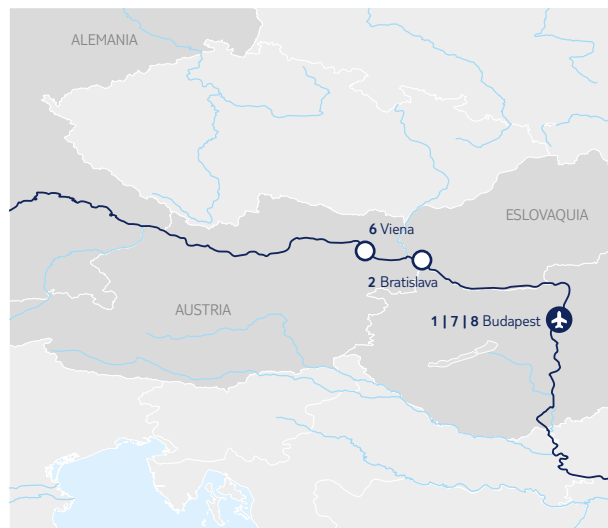 ALEMANIA
ESLOVAQUIA
6 Viena
2 Bratislava
AUSTRIA
1 | 7 | 8 Budapest